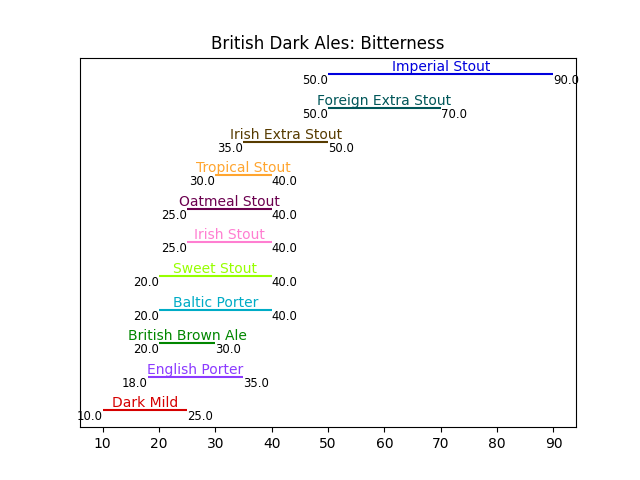 British Dark Ales: Bitterness
Imperial Stout
50.0 90.0
Foreign Extra Stout
50.0 70.0
Irish Extra Stout
35.0 50.0
Tropical Stout
30.0 40.0
Oatmeal Stout
25.0 40.0
Irish Stout
25.0 40.0
Sweet Stout
20.0 40.0
Baltic Porter
20.0 40.0
British Brown Ale
20.0 30.0
English Porter
18.0 35.0
Dark Mild
10.0 25.0
10 20 30 40 50 60 70 80 90